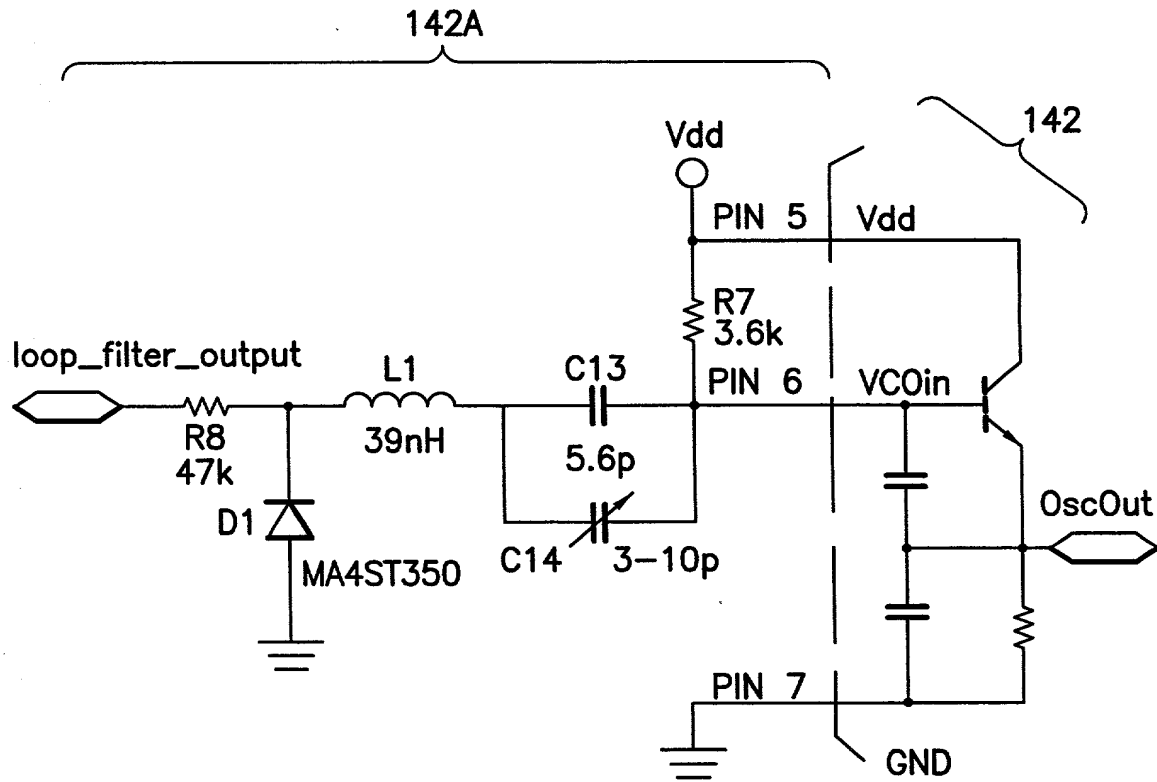 142A
142
Vdd
PIN 5
Vdd
R7
3.6k
loop_filter_output
L1
C13
PIN 6
VCOin
R8
47k
39nH
5.6p
D1
OscOut
MA4ST350
C14
3-10p
PIN 7
GND